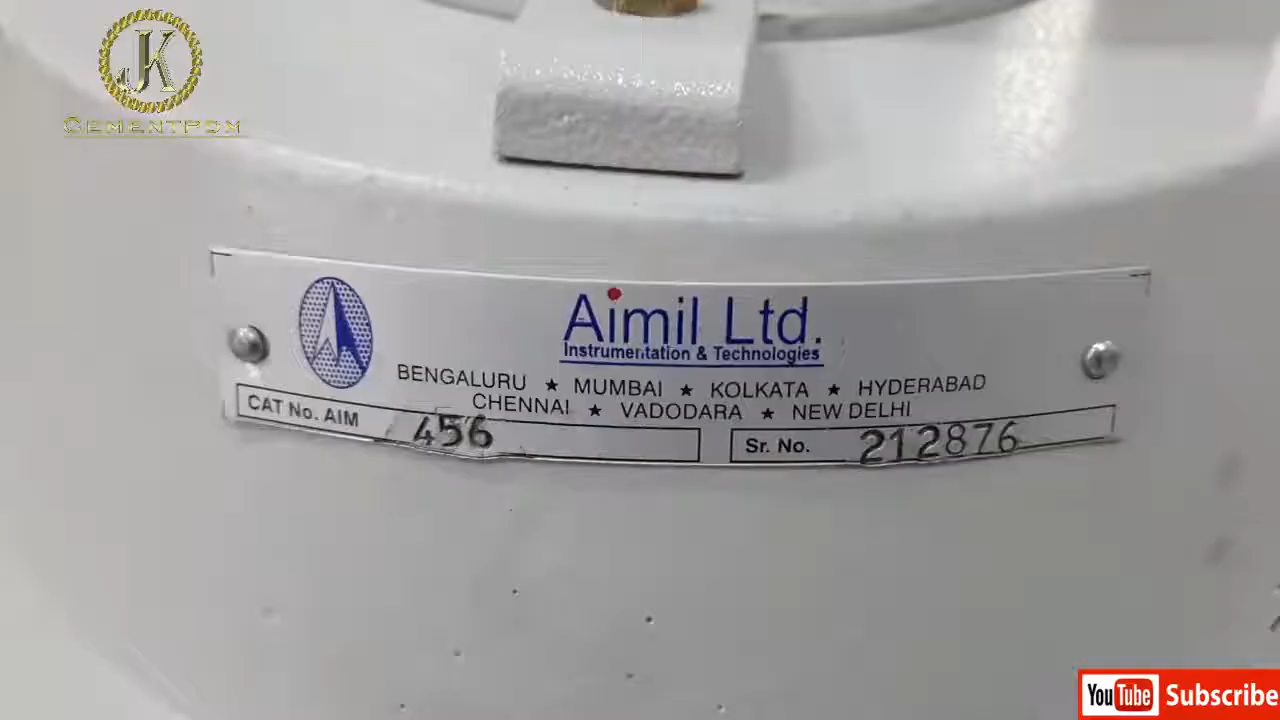 JK
CEMENTPDM
Aimil Ltd.
Instrumentation & Technologies
BENGALURU ★ MUMBAI ★ KOLKATA ★ HYDERABAD
CHENNAI ★ VADODARA ★ NEW DELHI
CAT No. AIM 456
Sr. No. 212876
YouTube Subscribe